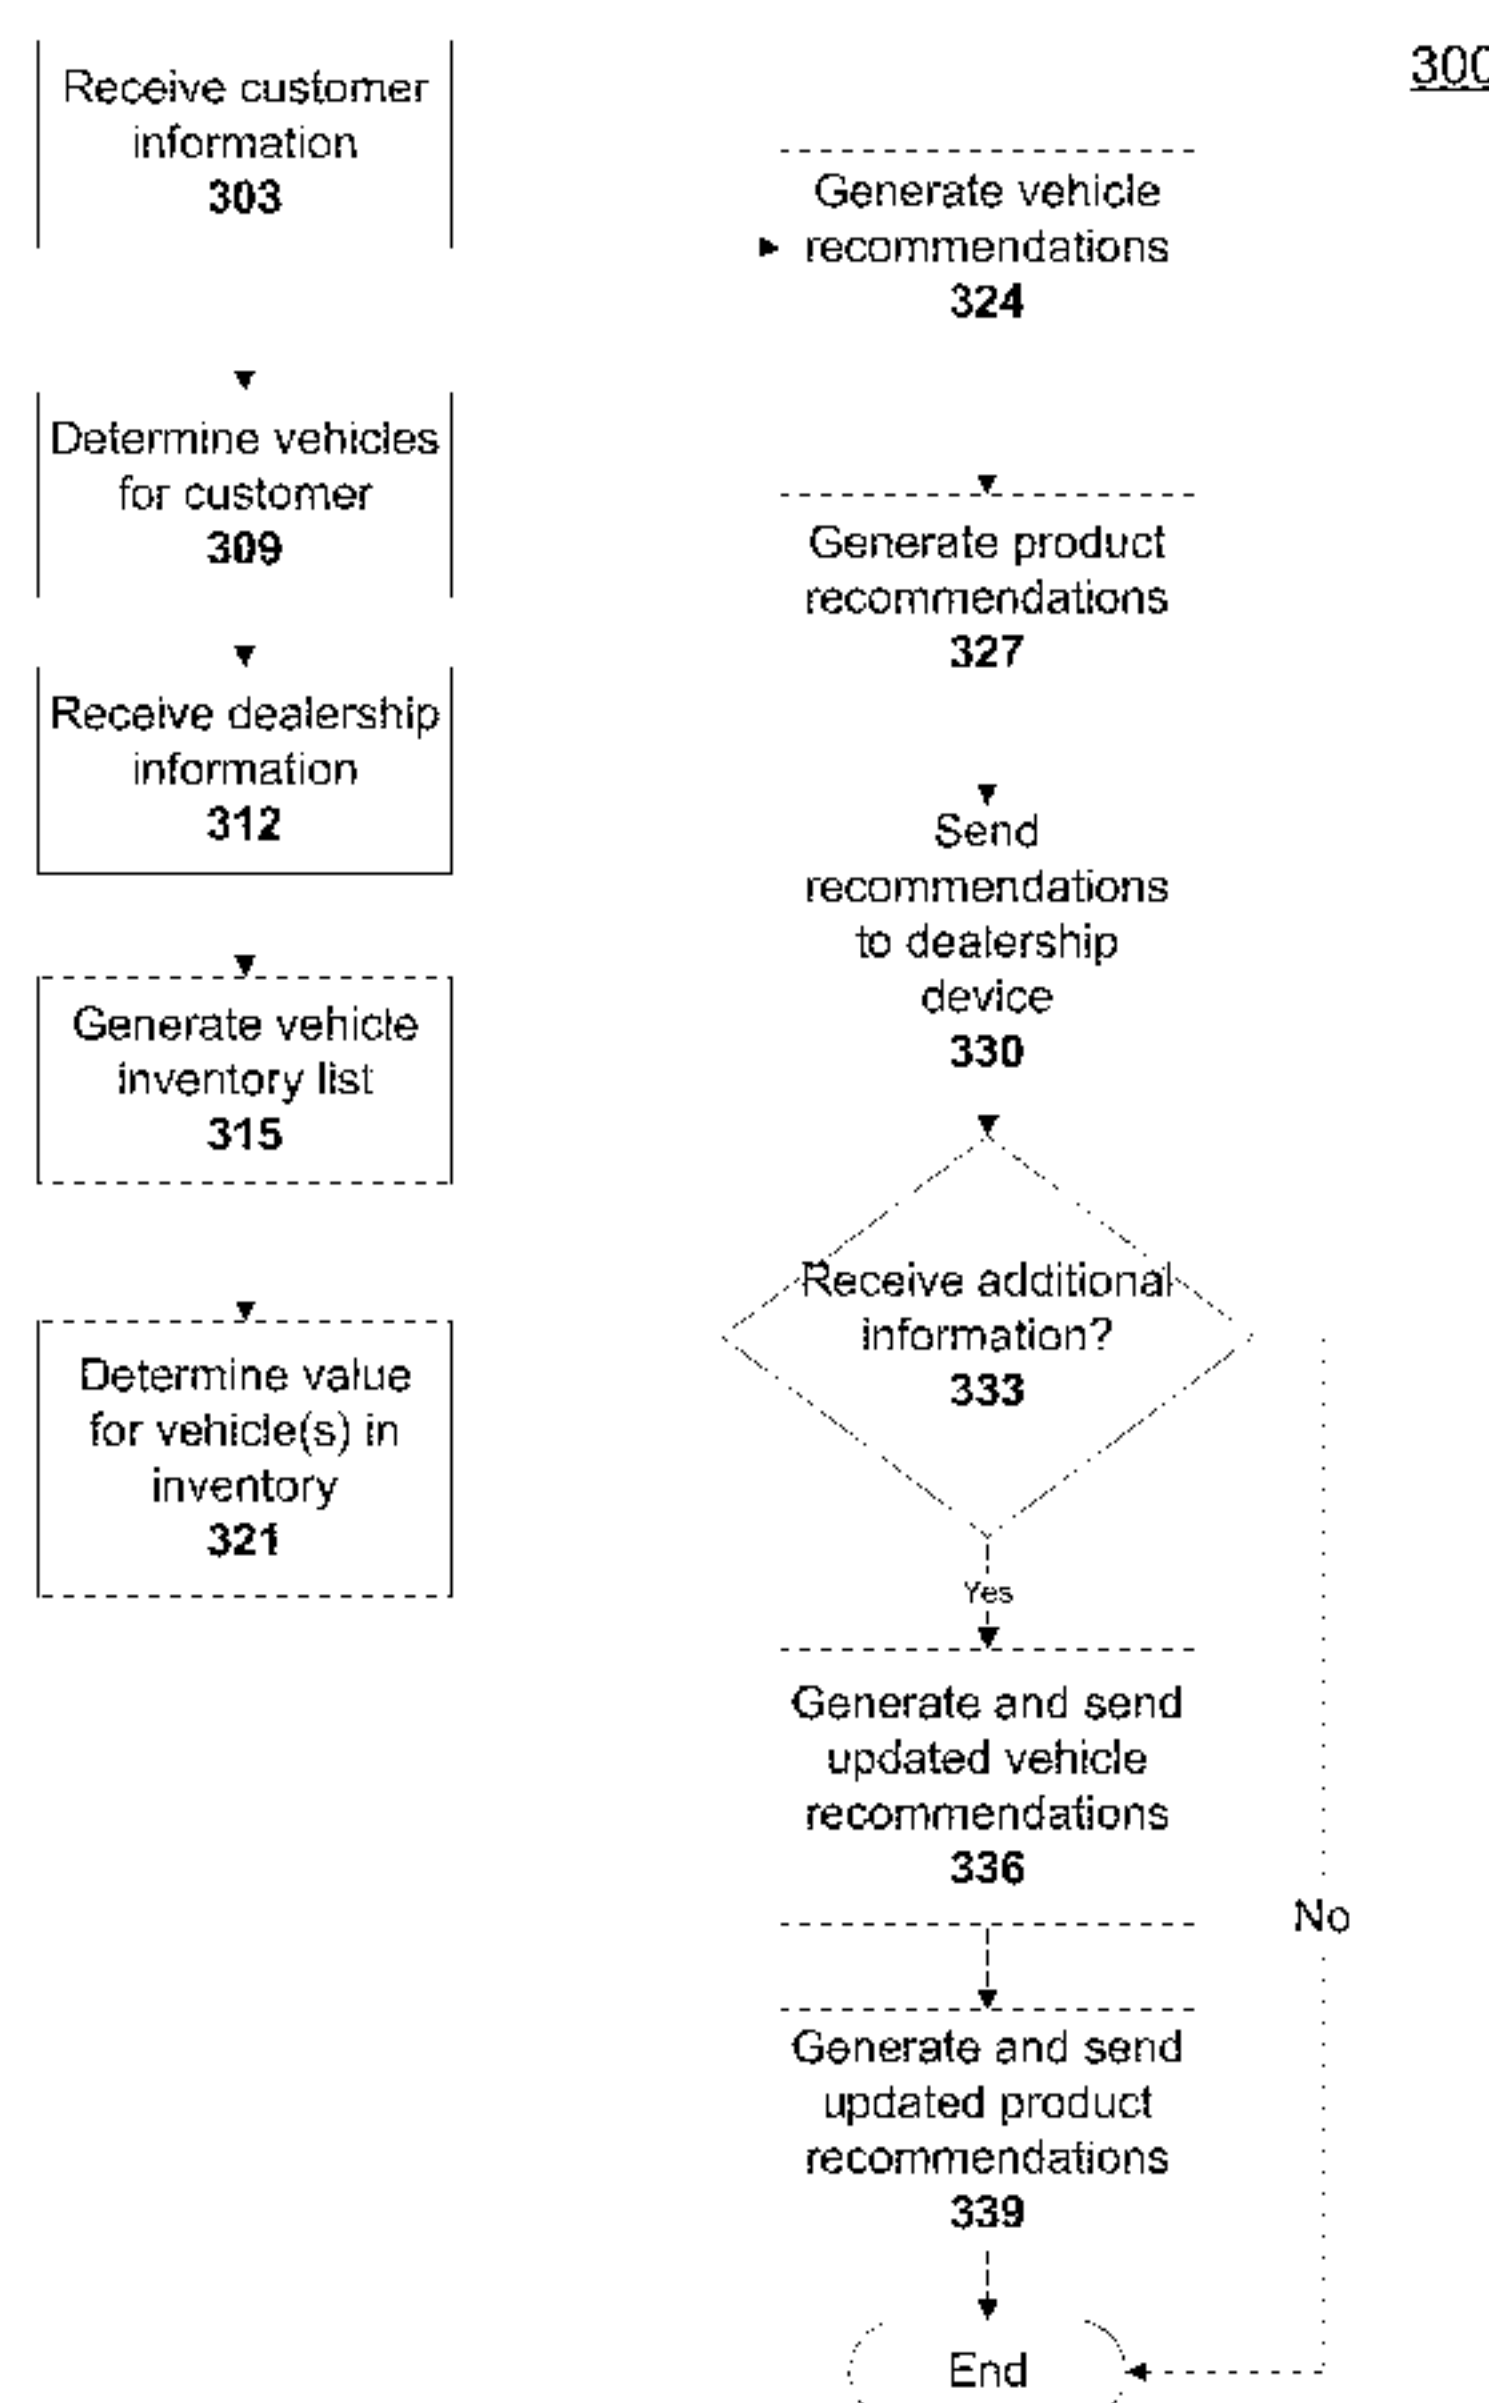 300
Receive customer
information
303
Determine vehicles
for customer
309
Receive dealership
information
312
Generate vehicle
inventory list
315
Determine value
for vehicle(s) in
inventory
321
Generate vehicle
recommendations
324
Generate product
recommendations
327
Send
recommendations
to dealership
device
330
Receive additional
information?
333
Yes
Generate and send
updated vehicle
recommendations
336
No
Generate and send
updated product
recommendations
339
End